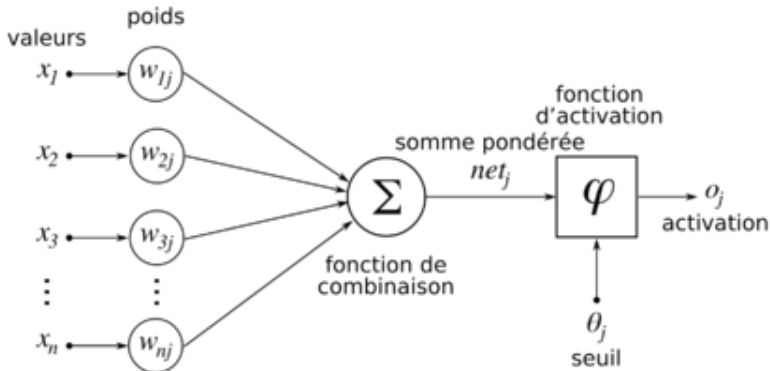 poids
valeurs
x1
w1j
x2
w2j
x3
w3j
⋮
⋮
xn
wnj
Σ
fonction de
combinaison
somme pondérée
netj
fonction
d'activation
φ
oj
activation
θj
seuil